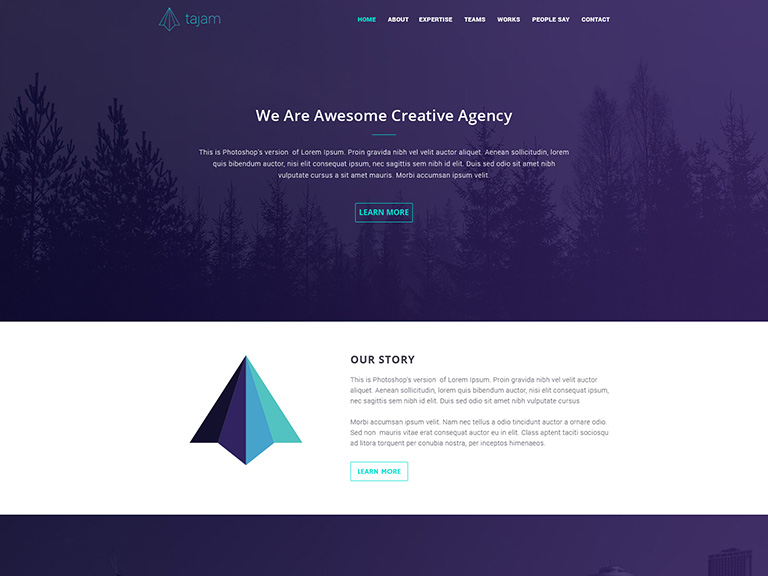 tajam
HOME ABOUT EXPERTISE TEAMS WORKS PEOPLE SAY CONTACT
We Are Awesome Creative Agency
This is Photoshop's version of Lorem Ipsum. Proin gravida nibh vel velit auctor aliquet. Aenean sollicitudin, lorem
quis bibendum auctor, nisi elit consequat ipsum, nec sagittis sem nibh id elit. Duis sed odio sit amet nibh
vulputate cursus a sit amet mauris. Morbi accumsan ipsum velit.
LEARN MORE
OUR STORY
This is Photoshop's version of Lorem Ipsum. Proin gravida nibh vel velit auctor
aliquet. Aenean sollicitudin, lorem quis bibendum auctor, nisi elit consequat ipsum,
nec sagittis sem nibh id elit. Duis sed odio sit amet nibh vulputate cursus
Morbi accumsan ipsum velit. Nam nec tellus a odio tincidunt auctor a ornare odio.
Sed non mauris vitae erat consequat auctor eu in elit. Class aptent taciti sociosqu
ad litora torquent per conubia nostra, per inceptos himenaeos.
LEARN MORE